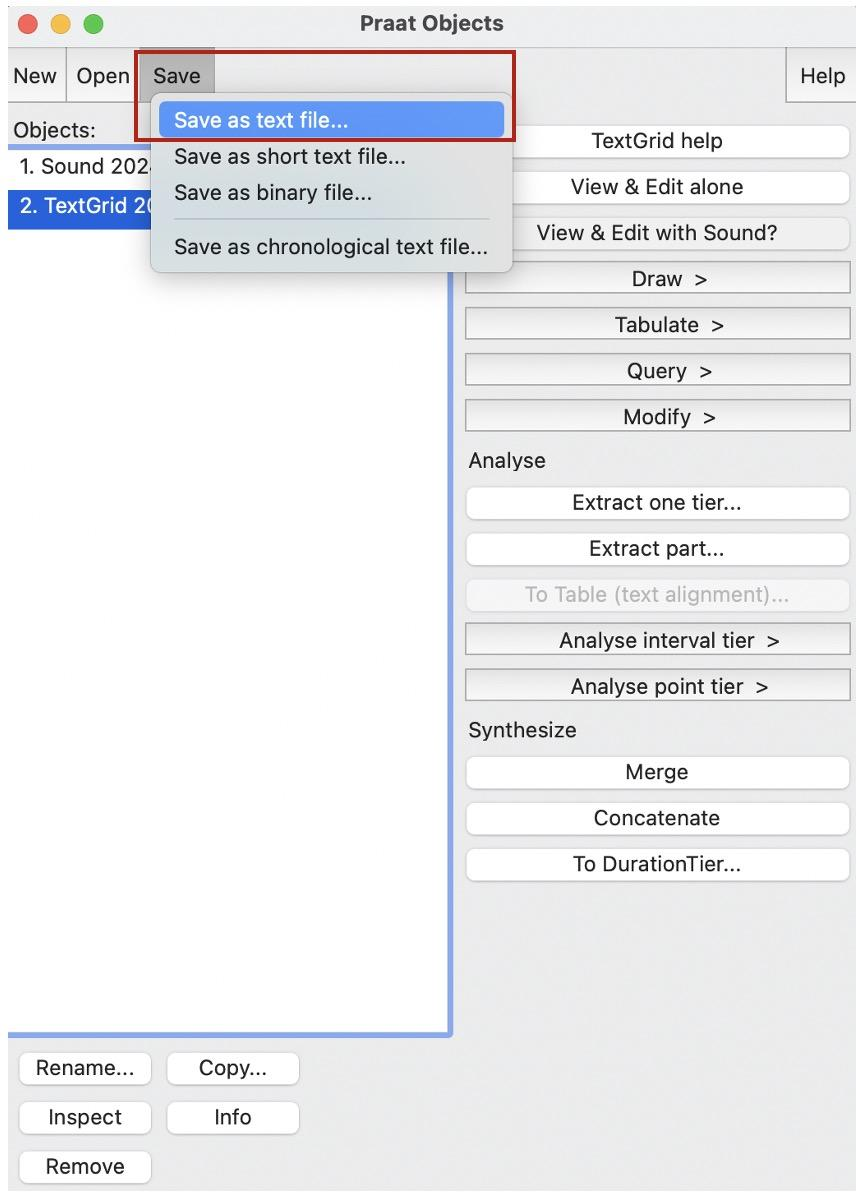 Praat Objects
New
Open
Save
Help
Save as text file...
Save as short text file...
Save as binary file...
Save as chronological text file...
Objects:
1. Sound
2. TextGrid
TextGrid help
View & Edit alone
View & Edit with Sound?
Draw >
Tabulate >
Query >
Modify >
Analyse
Extract one tier...
Extract part...
To Table (text alignment)...
Analyse interval tier >
Analyse point tier >
Synthesize
Merge
Concatenate
To DurationTier...
Rename...
Copy...
Inspect
Info
Remove